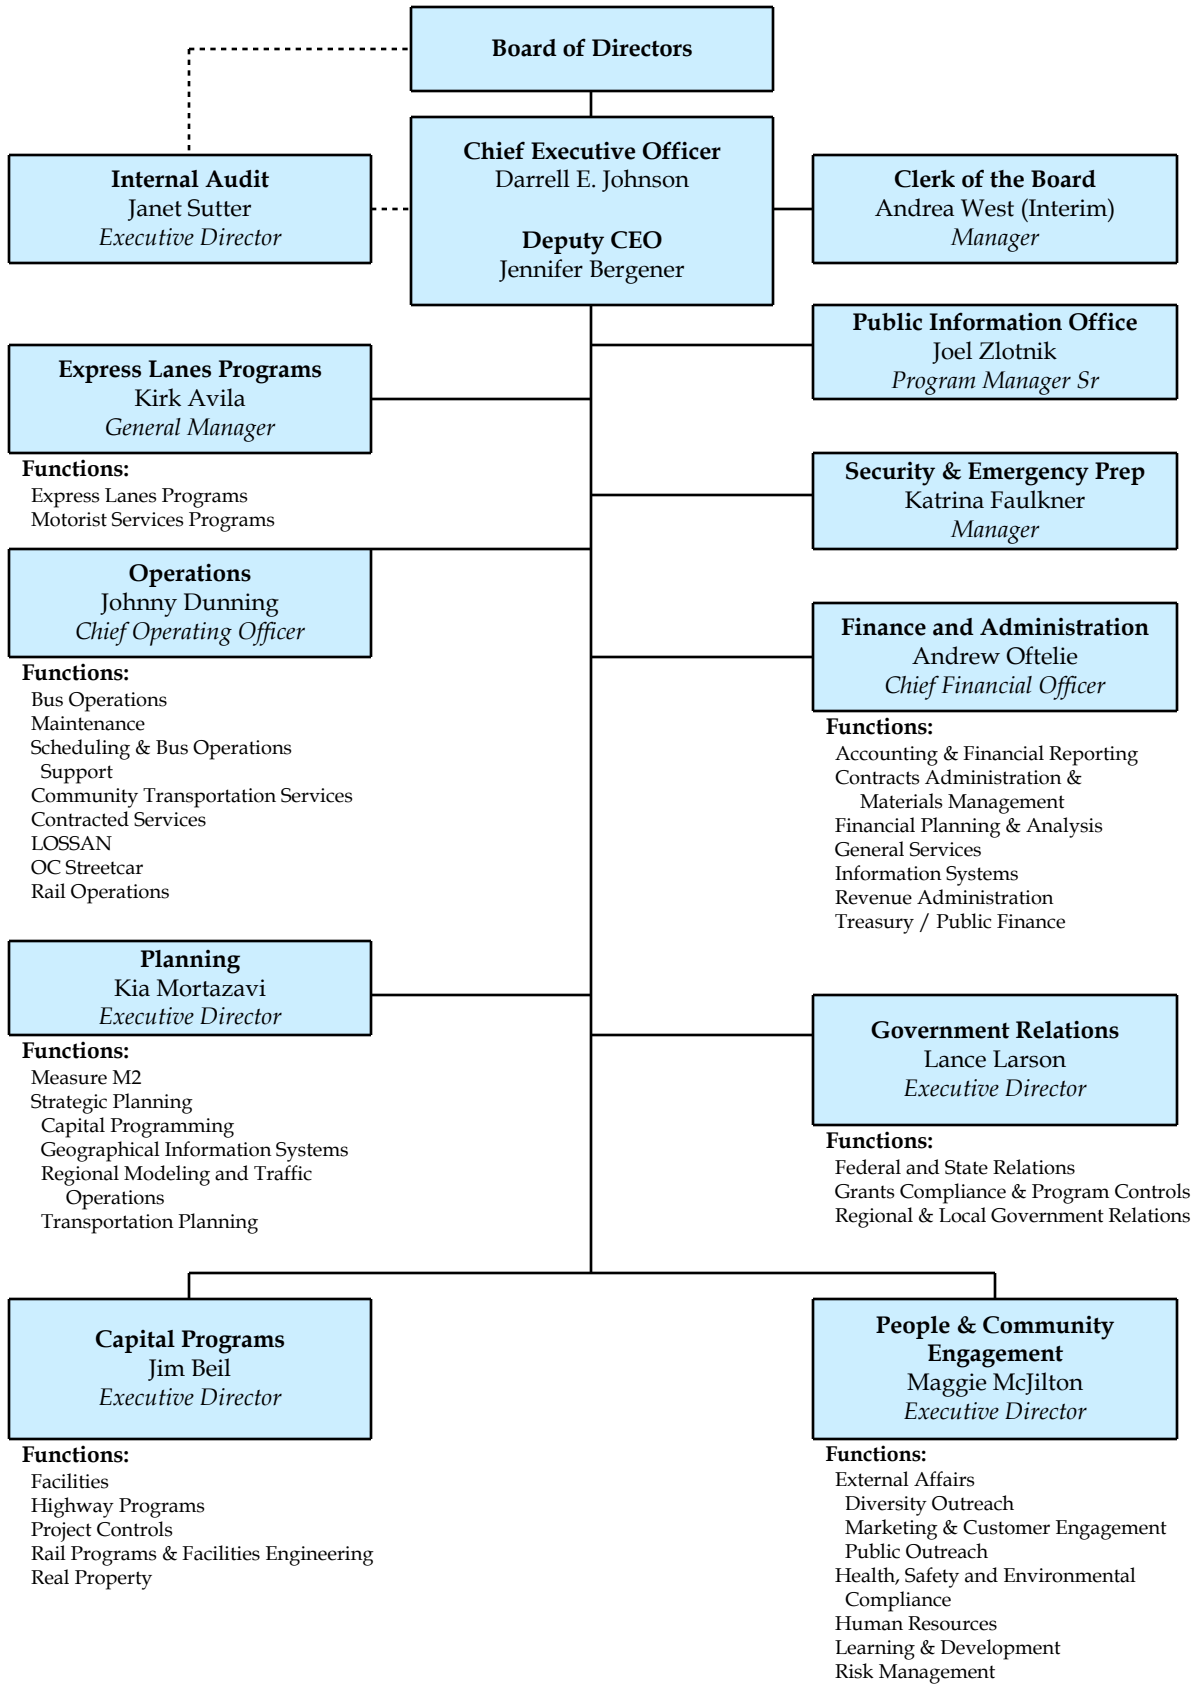 Board of Directors
Chief Executive Officer
Darrell E. Johnson
Deputy CEO
Jennifer Bergener
Internal Audit
Janet Sutter
Executive Director
Clerk of the Board
Andrea West (Interim)
Manager
Public Information Office
Joel Zlotnik
Program Manager Sr
Express Lanes Programs
Kirk Avila
General Manager
Functions:
Express Lanes Programs
Motorist Services Programs
Security & Emergency Prep
Katrina Faulkner
Manager
Operations
Johnny Dunning
Chief Operating Officer
Functions:
Bus Operations
Maintenance
Scheduling & Bus Operations
Support
Community Transportation Services
Contracted Services
LOSSAN
OC Streetcar
Rail Operations
Finance and Administration
Andrew Oftelie
Chief Financial Officer
Functions:
Accounting & Financial Reporting
Contracts Administration &
Materials Management
Financial Planning & Analysis
General Services
Information Systems
Revenue Administration
Treasury / Public Finance
Planning
Kia Mortazavi
Executive Director
Functions:
Measure M2
Strategic Planning
Capital Programming
Geographical Information Systems
Regional Modeling and Traffic
Operations
Transportation Planning
Government Relations
Lance Larson
Executive Director
Functions:
Federal and State Relations
Grants Compliance & Program Controls
Regional & Local Government Relations
Capital Programs
Jim Beil
Executive Director
Functions:
Facilities
Highway Programs
Project Controls
Rail Programs & Facilities Engineering
Real Property
People & Community
Engagement
Maggie McJilton
Executive Director
Functions:
External Affairs
Diversity Outreach
Marketing & Customer Engagement
Public Outreach
Health, Safety and Environmental
Compliance
Human Resources
Learning & Development
Risk Management